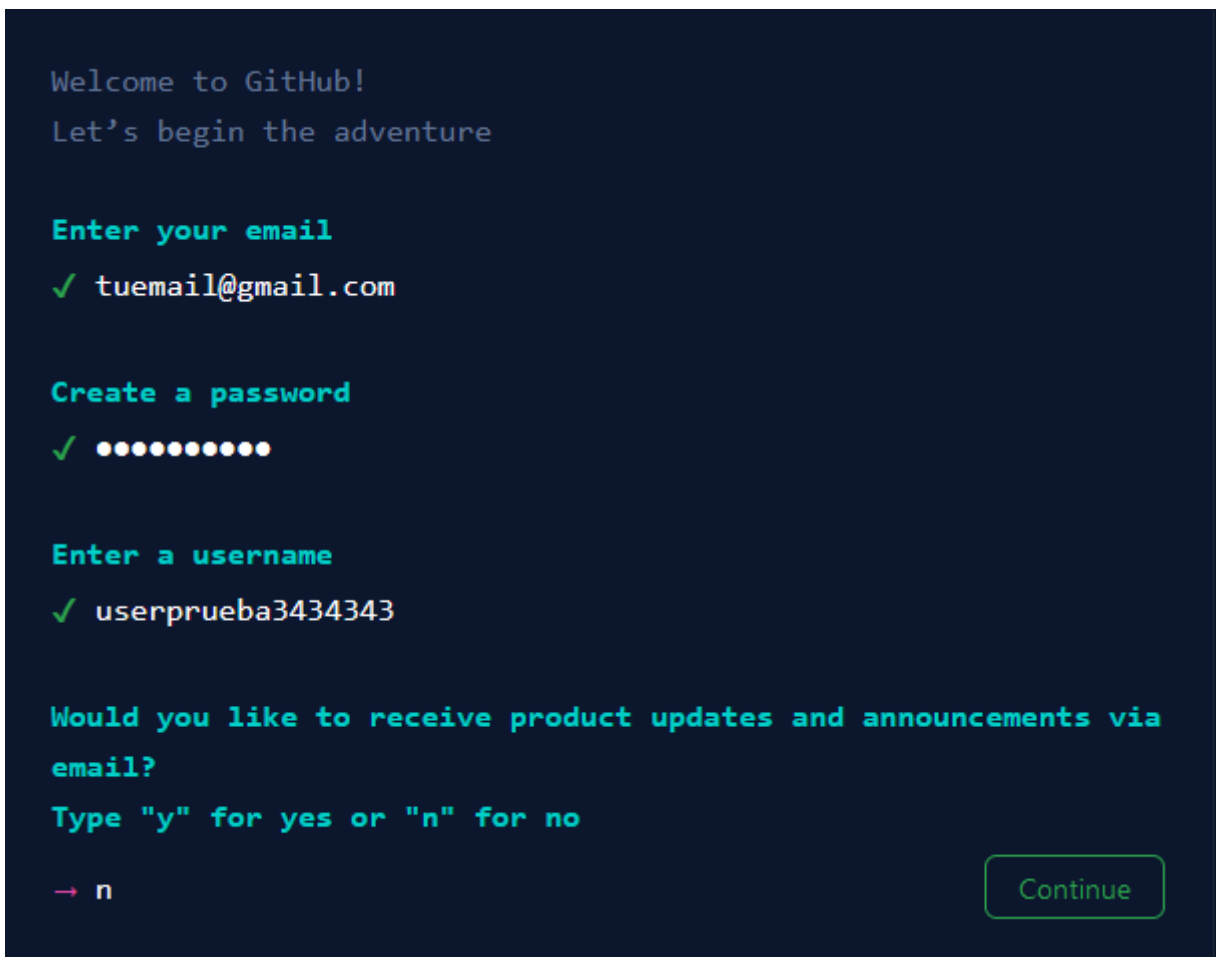 Welcome to GitHub!
Let’s begin the adventure
Enter your email
✓ tuemail@gmail.com
Create a password
✓ ●●●●●●●●●●
Enter a username
✓ userprueba3434343
Would you like to receive product updates and announcements via
email?
Type "y" for yes or "n" for no
→ n
Continue